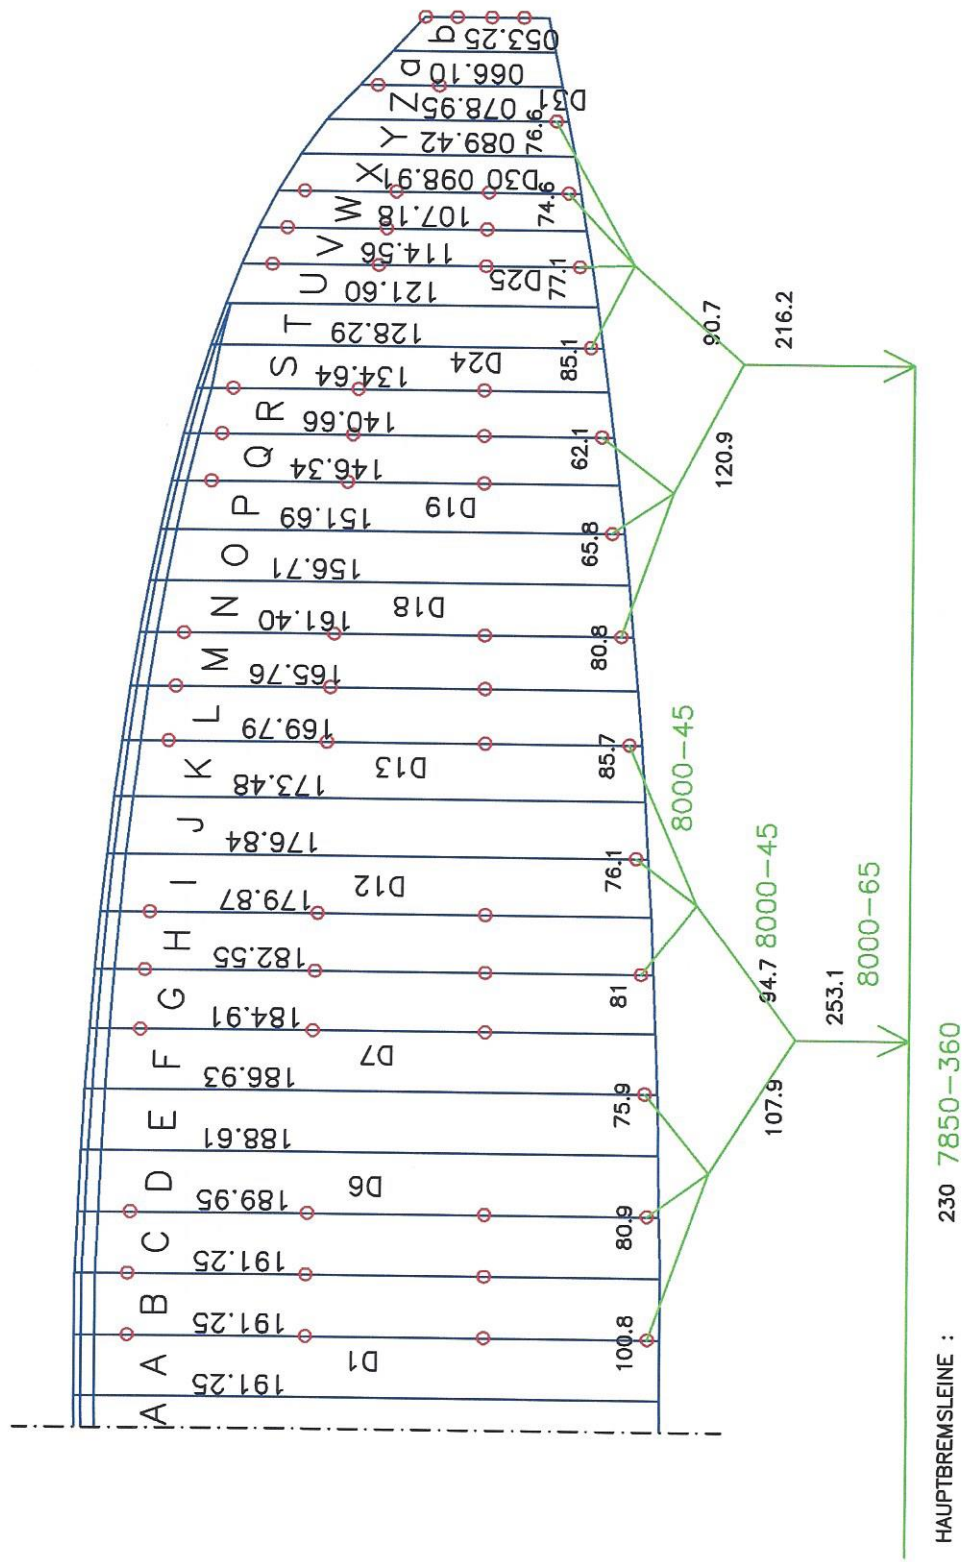 A
A
B
C
D
E
F
G
H
I
J
K
L
M
N
O
P
Q
R
S
T
U
V
W
X
Y
Z
a
b
191.25
191.25
191.25
189.95
188.61
186.93
184.91
182.55
179.87
176.84
173.48
169.79
165.76
161.40
156.71
151.69
146.34
140.66
134.64
128.29
121.60
114.56
107.18
098.91
089.42
078.95
066.10
053.25
D1
D6
D7
D12
D13
D18
D19
D24
D25
D30
D31
100.8
80.9
75.9
81
76.1
85.7
80.8
65.8
62.1
85.1
77.1
74.6
76.6
107.9
94.7 8000-45
8000-45
120.9
90.7
253.1
8000-65
216.2
HAUPTBREMSLEINE : 230 7850-360